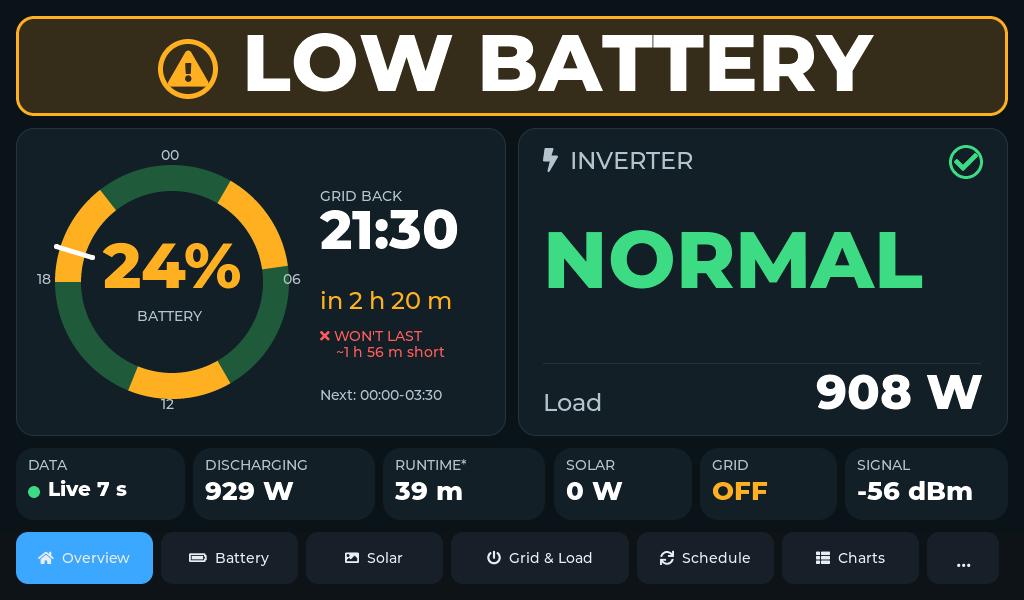 LOW BATTERY
00
06
12
18
24%
BATTERY
GRID BACK
21:30
in 2 h 20 m
WON'T LAST
~1 h 56 m short
Next: 00:00-03:30
INVERTER
NORMAL
Load
908 W
DATA
Live 7 s
DISCHARGING
929 W
RUNTIME*
39 m
SOLAR
0 W
GRID
OFF
SIGNAL
-56 dBm
Overview
Battery
Solar
Grid & Load
Schedule
Charts
...